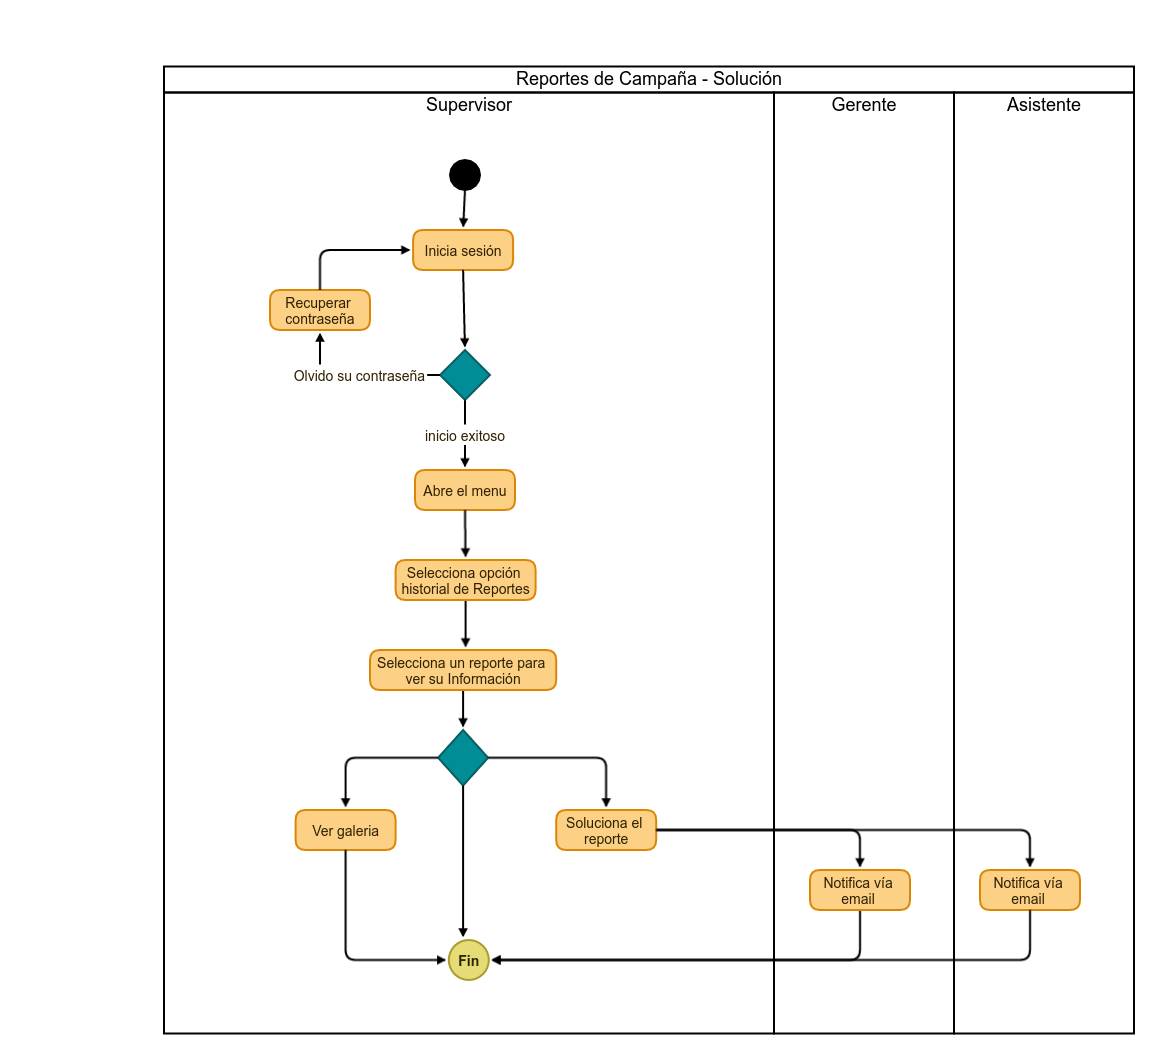 Reportes de Campaña - Solución
Supervisor
Gerente
Asistente
Inicia sesión
Recuperar
contraseña
Olvido su contraseña
inicio exitoso
Abre el menu
Selecciona opción
historial de Reportes
Selecciona un reporte para
ver su Información
Ver galeria
Soluciona el
reporte
Notifica vía
email
Notifica vía
email
Fin